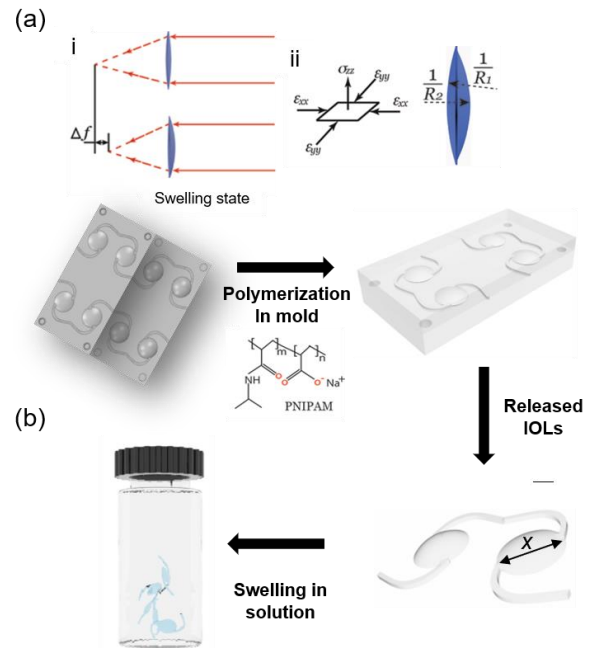 (a)
i
Δf
Swelling state
ii
σzz
εyy
εxx
εxx
εyy
1
R2
1
R1
Polymerization
In mold
m
n
NH
O
O
O-
Na+
PNIPAM
Released
IOLs
(b)
X
Swelling in
solution